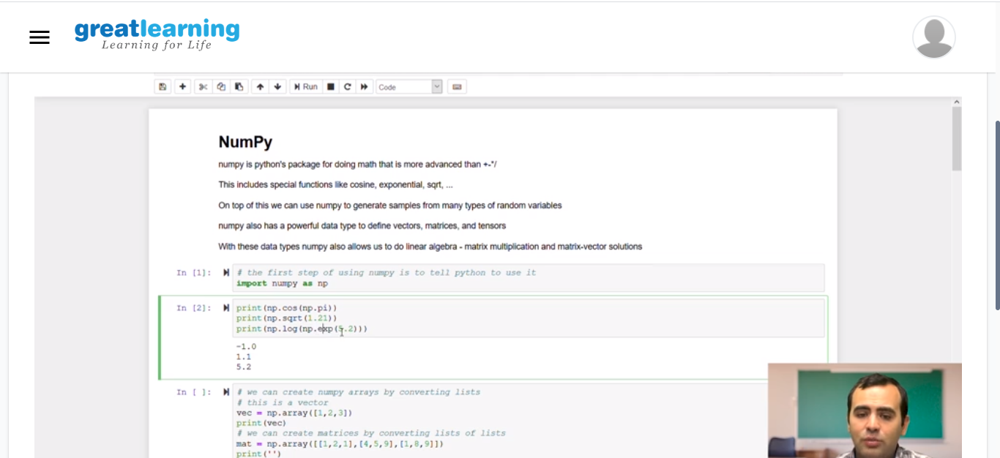 greatlearning
Learning for Life
Run
Code
NumPy
numpy is python's package for doing math that is more advanced than +-*/
This includes special functions like cosine, exponential, sqrt, ...
On top of this we can use numpy to generate samples from many types of random variables
numpy also has a powerful data type to define vectors, matrices, and tensors
With these data types numpy also allows us to do linear algebra - matrix multiplication and matrix-vector solutions
In [1]:
# the first step of using numpy is to tell python to use it
import numpy as np
In [2]:
print(np.cos(np.pi))
print(np.sqrt(1.21))
print(np.log(np.exp(5.2)))
-1.0
1.1
5.2
In [ ]:
# we can create numpy arrays by converting lists
# this is a vector
vec = np.array([1,2,3])
print(vec)
# we can create matrices by converting lists of lists
mat = np.array([[1,2,1],[4,5,9],[1,8,9]])
print('')